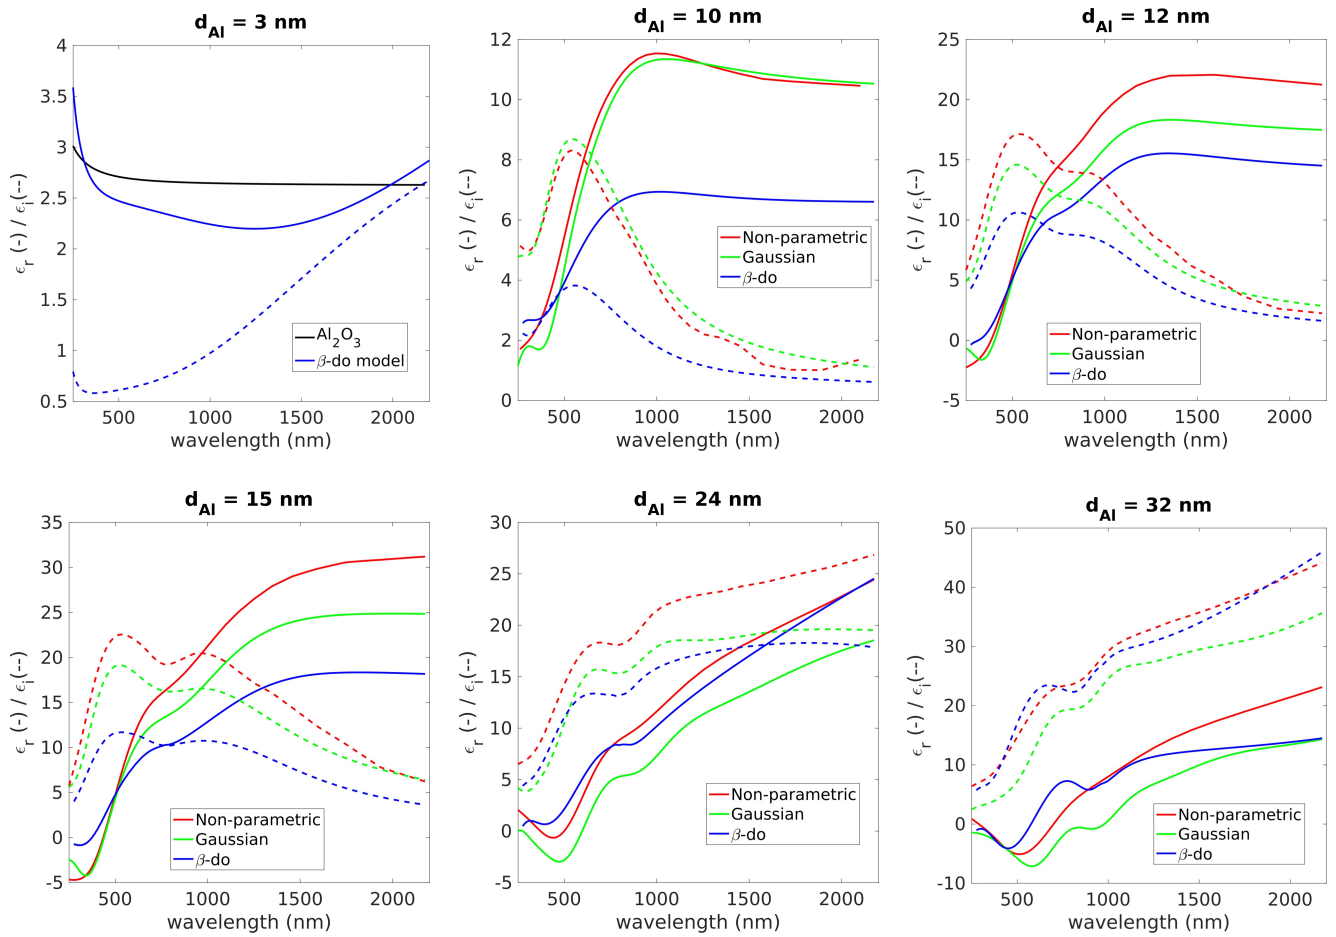 d_Al = 3 nm
4
3.5
3
2.5
2
1.5
1
0.5
ϵ_r (-) / ϵ_i(--)
Al_2O_3
β-do model
500 1000 1500 2000
wavelength (nm)
d_Al = 10 nm
12
10
8
6
4
2
0
ϵ_r (-) / ϵ_i(--)
Non-parametric
Gaussian
β-do
500 1000 1500 2000
wavelength (nm)
d_Al = 12 nm
25
20
15
10
5
0
-5
ϵ_r (-) / ϵ_i(--)
Non-parametric
Gaussian
β-do
500 1000 1500 2000
wavelength (nm)
d_Al = 15 nm
35
30
25
20
15
10
5
0
-5
ϵ_r (-) / ϵ_i(--)
Non-parametric
Gaussian
β-do
500 1000 1500 2000
wavelength (nm)
d_Al = 24 nm
30
25
20
15
10
5
0
-5
ϵ_r (-) / ϵ_i(--)
Non-parametric
Gaussian
β-do
500 1000 1500 2000
wavelength (nm)
d_Al = 32 nm
50
40
30
20
10
0
-10
ϵ_r (-) / ϵ_i(--)
Non-parametric
Gaussian
β-do
500 1000 1500 2000
wavelength (nm)